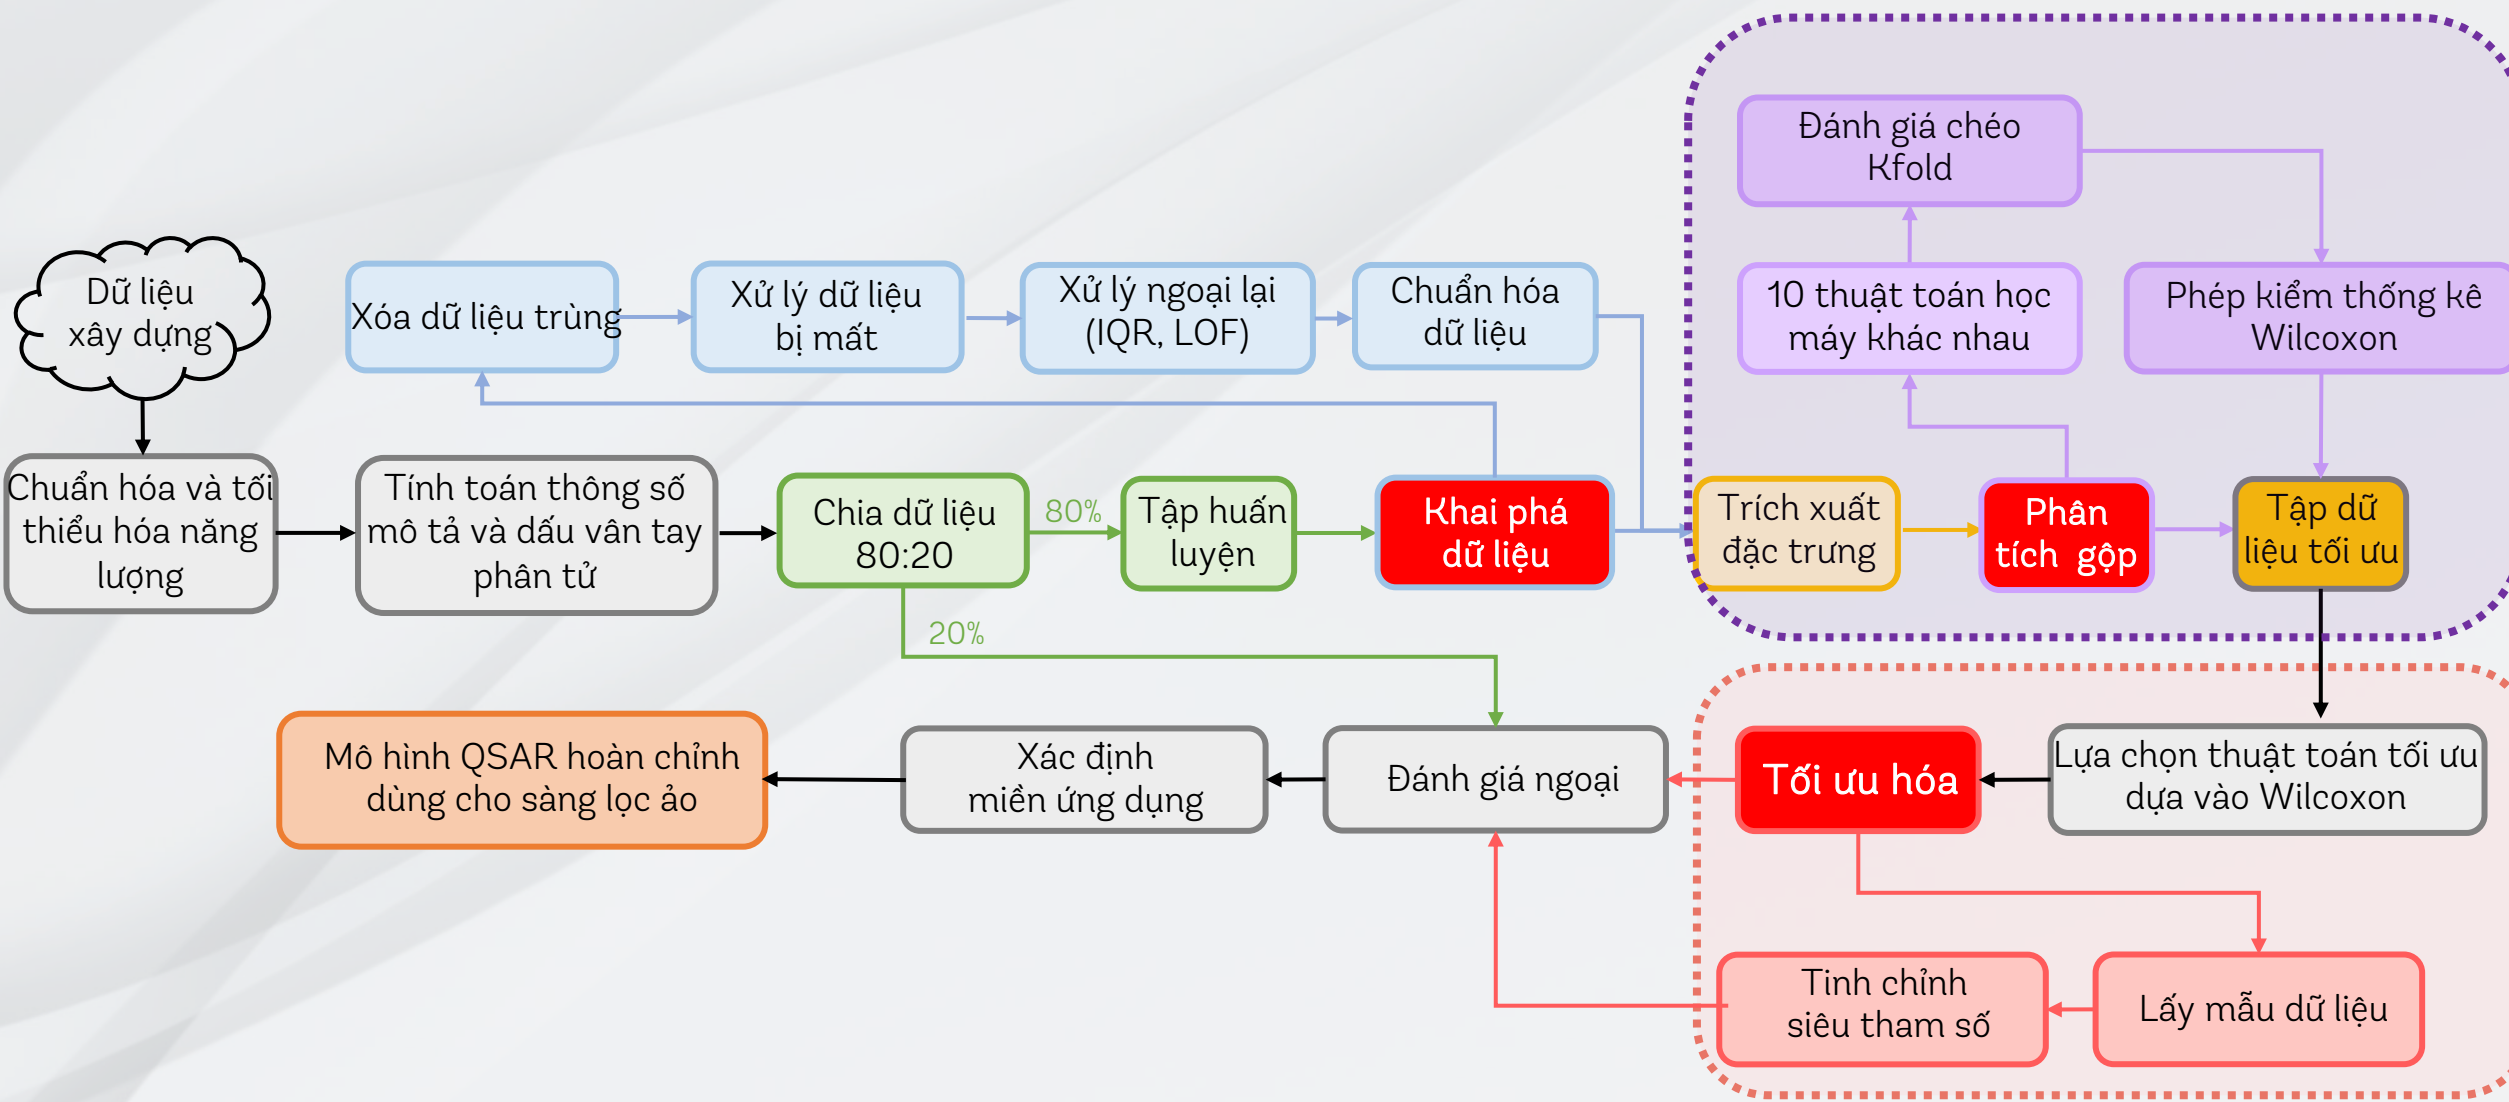 Đánh giá chéo
Kfold
Dữ liệu
xây dựng
Xóa dữ liệu trùng
Xử lý dữ liệu
bị mất
Xử lý ngoại lại
(IQR, LOF)
Chuẩn hóa
dữ liệu
10 thuật toán học
máy khác nhau
Phép kiểm thống kê
Wilcoxon
Chuẩn hóa và tối
thiểu hóa năng
lượng
Tính toán thông số
mô tả và dấu vân tay
phân tử
Chia dữ liệu
80:20
80%
Tập huấn
luyện
Khai phá
dữ liệu
Trích xuất
đặc trưng
Phân
tích gộp
Tập dữ
liệu tối ưu
20%
Mô hình QSAR hoàn chỉnh
dùng cho sàng lọc ảo
Xác định
miền ứng dụng
Đánh giá ngoại
Tối ưu hóa
Lựa chọn thuật toán tối ưu
dựa vào Wilcoxon
Tinh chỉnh
siêu tham số
Lấy mẫu dữ liệu